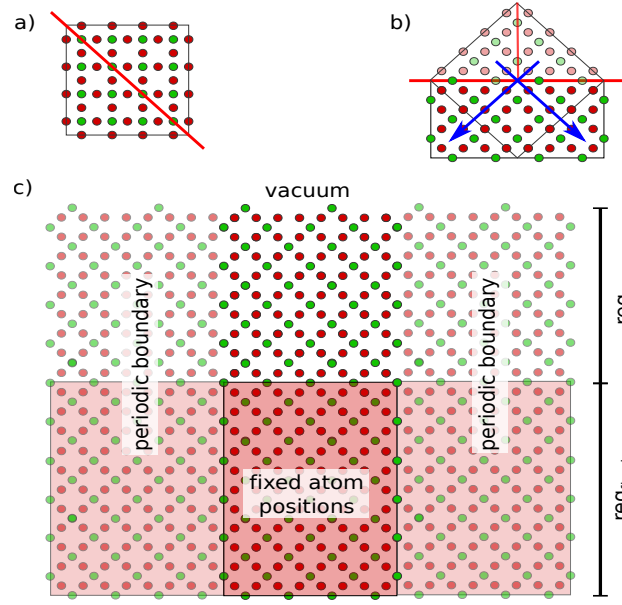 a)
b)
c)
vacuum
periodic boundary
periodic boundary
fixed atom
positions